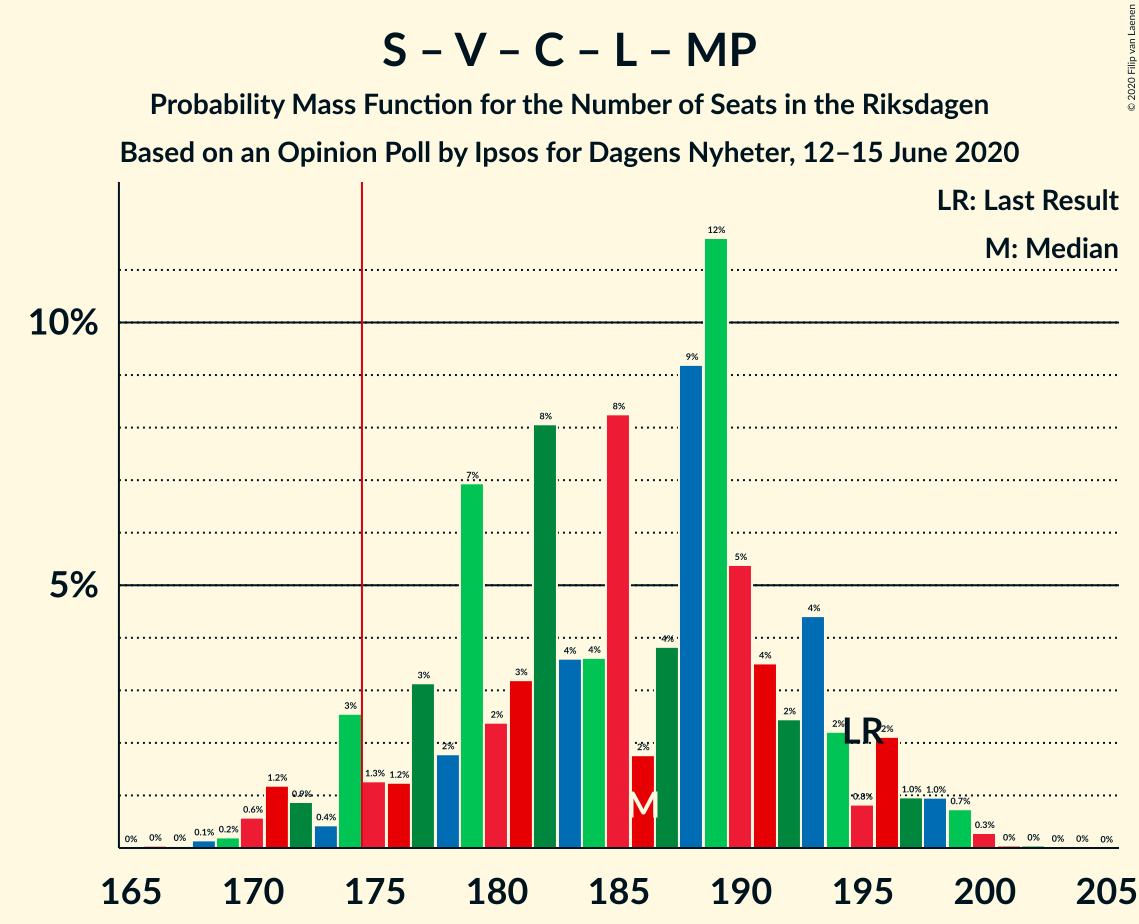 S – V – C – L – MP
Probability Mass Function for the Number of Seats in the Riksdagen
Based on an Opinion Poll by Ipsos for Dagens Nyheter, 12–15 June 2020
© 2020 Filip van Laenen
LR: Last Result
M: Median
10%
5%
0% 0% 0% 0.1% 0.2% 0.6% 1.2% 0.9% 0.4% 3% 1.3% 1.2% 3% 2% 7% 2% 3% 8% 4% 4% 8% 2% 4% 9% 12% 5% 4% 2% 4% 2% 0.8% 2% 1.0% 1.0% 0.7% 0.3% 0% 0% 0% 0% 0%
LR
M
165 170 175 180 185 190 195 200 205